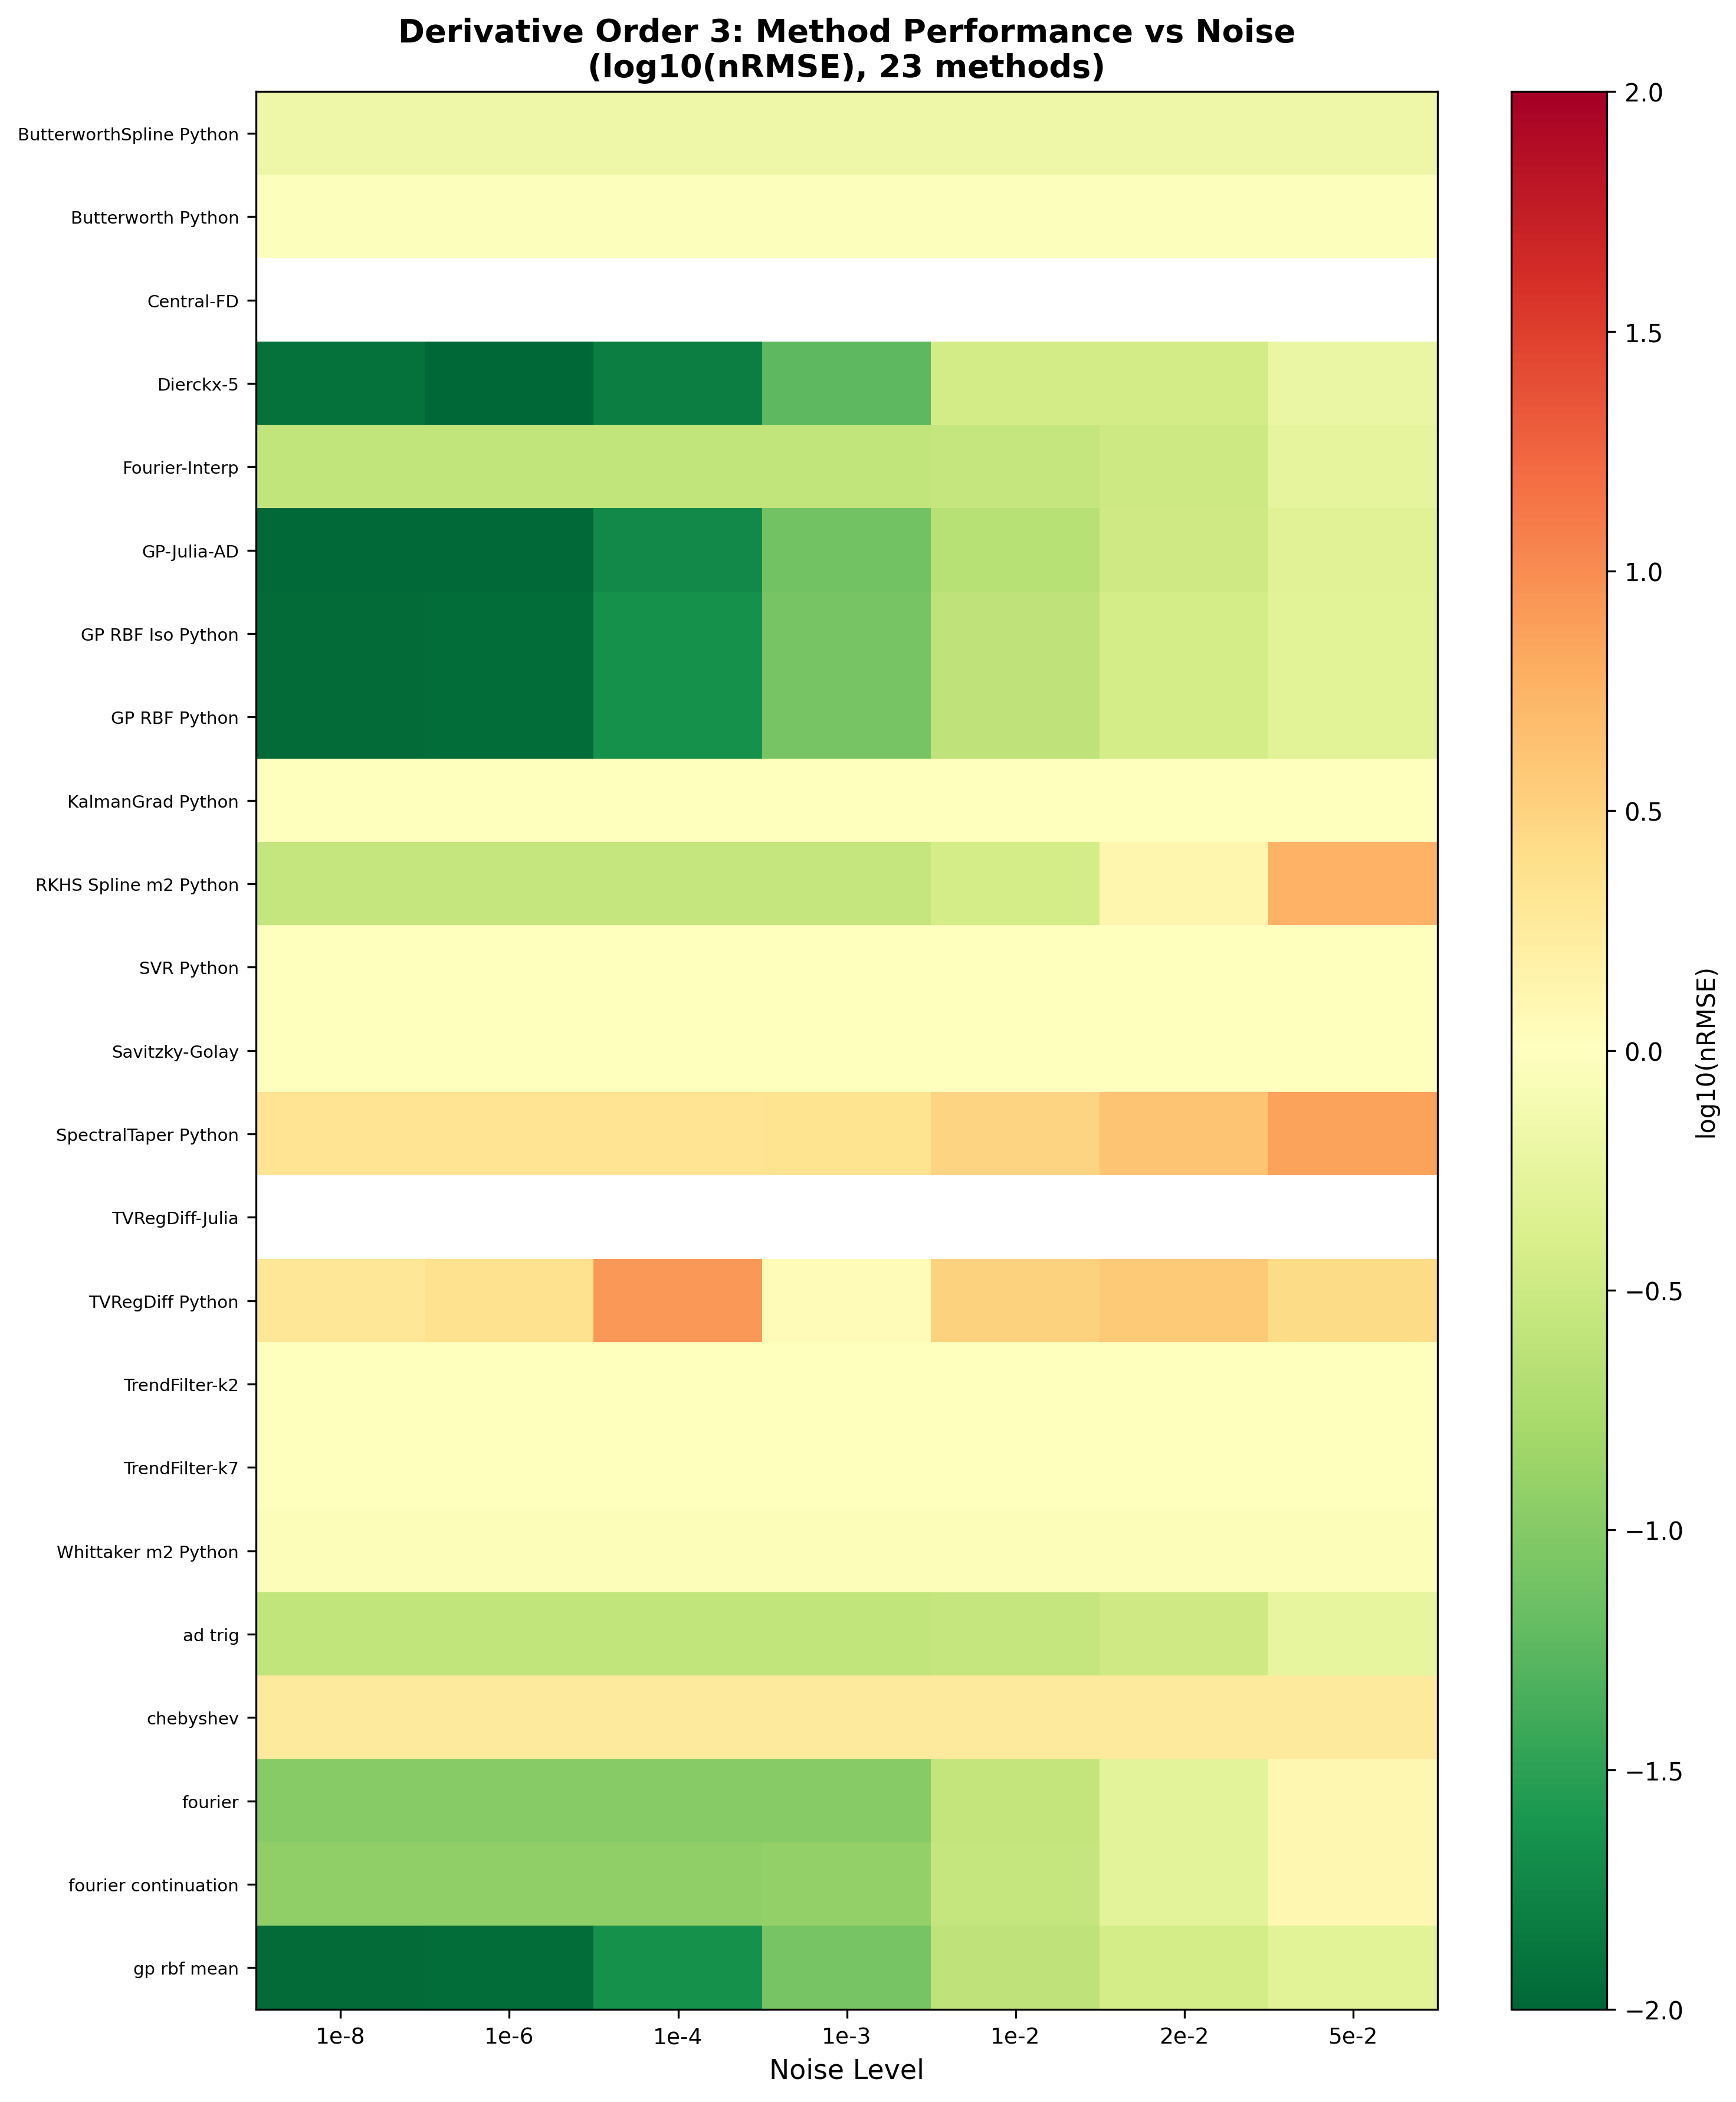 Derivative Order 3: Method Performance vs Noise
(log10(nRMSE), 23 methods)
ButterworthSpline Python
Butterworth Python
Central-FD
Dierckx-5
Fourier-Interp
GP-Julia-AD
GP RBF Iso Python
GP RBF Python
KalmanGrad Python
RKHS Spline m2 Python
SVR Python
Savitzky-Golay
SpectralTaper Python
TVRegDiff-Julia
TVRegDiff Python
TrendFilter-k2
TrendFilter-k7
Whittaker m2 Python
ad trig
chebyshev
fourier
fourier continuation
gp rbf mean
1e-8
1e-6
1e-4
1e-3
1e-2
2e-2
5e-2
Noise Level
2.0
1.5
1.0
0.5
0.0
−0.5
−1.0
−1.5
−2.0
log10(nRMSE)